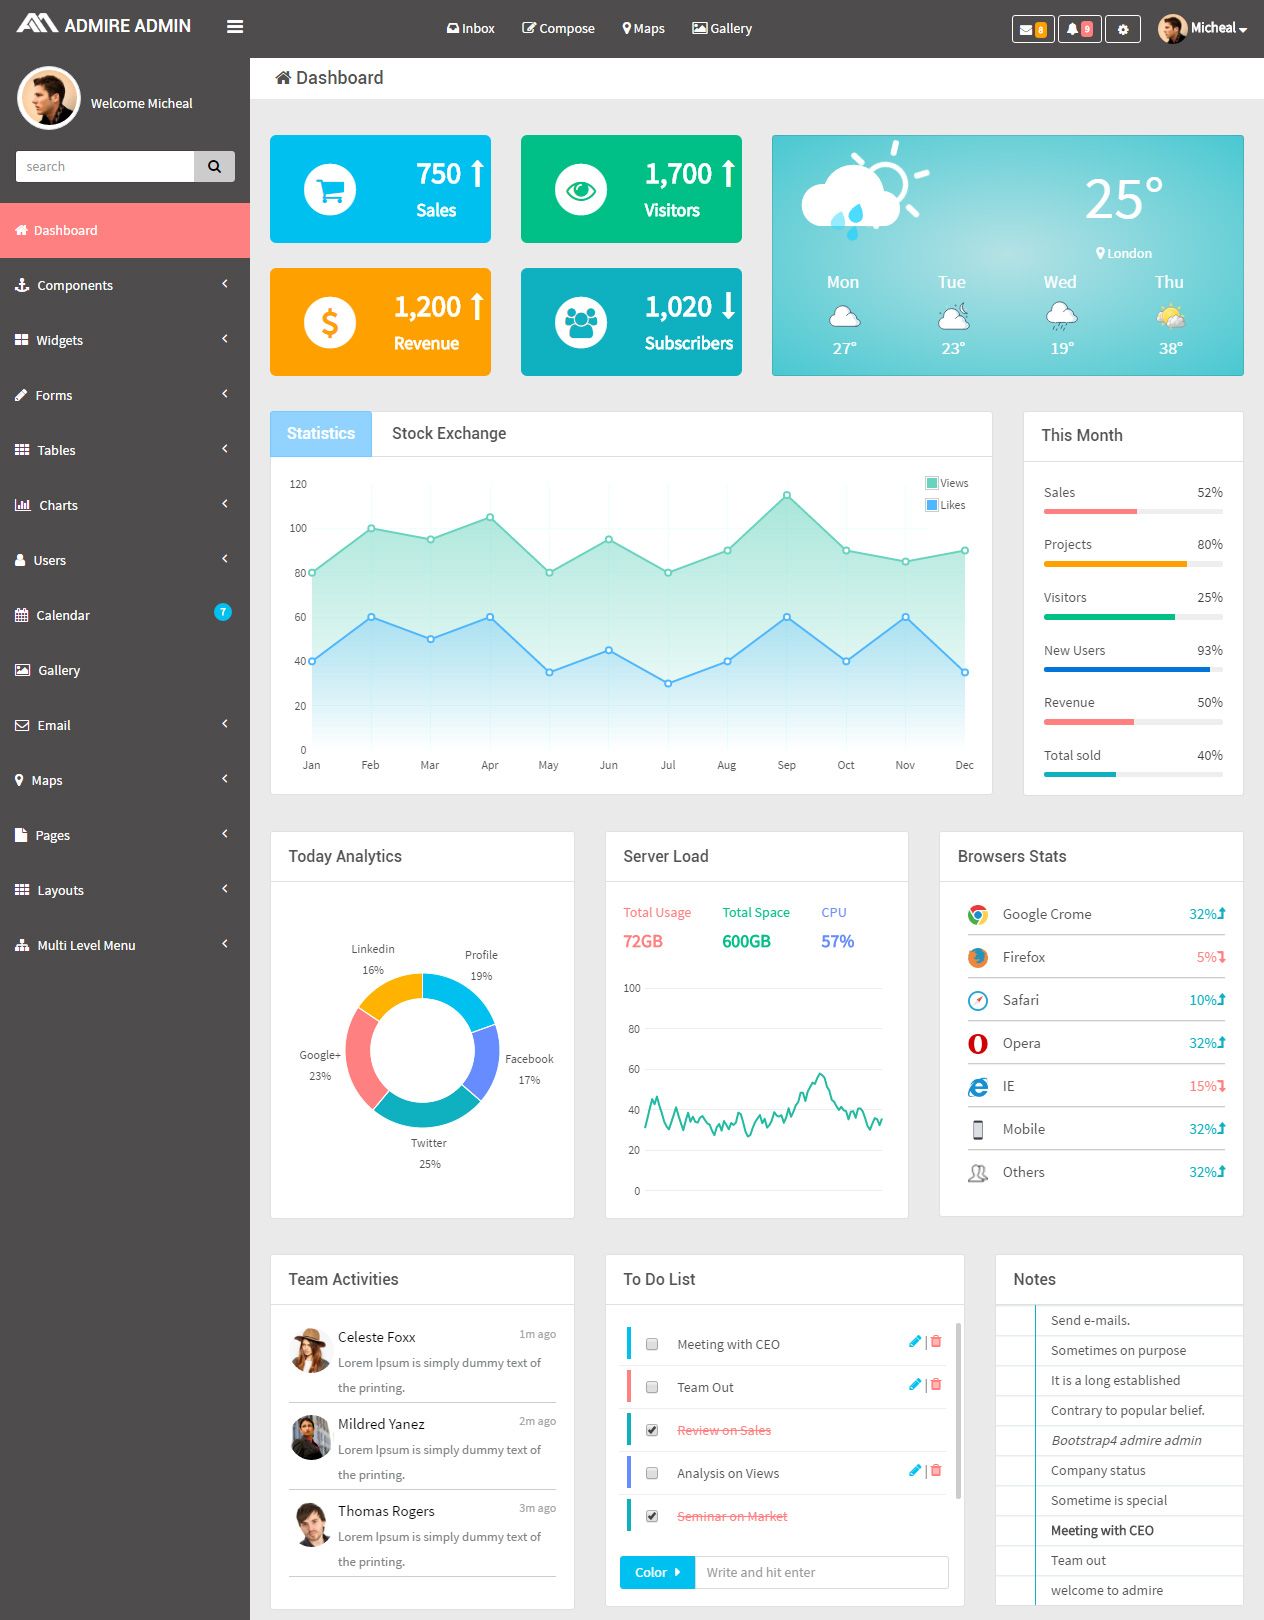 ADMIRE ADMIN
Inbox Compose Maps Gallery
8 9 Micheal
Welcome Micheal
search
Dashboard
Components
Widgets
Forms
Tables
Charts
Users
Calendar 7
Gallery
Email
Maps
Pages
Layouts
Multi Level Menu
Dashboard
750
Sales
1,700
Visitors
1,200
Revenue
1,020
Subscribers
25°
London
Mon Tue Wed Thu
27° 23° 19° 38°
Statistics Stock Exchange
Views
Likes
120
100
80
60
40
20
0
Jan Feb Mar Apr May Jun Jul Aug Sep Oct Nov Dec
This Month
Sales 52%
Projects 80%
Visitors 25%
New Users 93%
Revenue 50%
Total sold 40%
Today Analytics
Linkedin
16%
Profile
19%
Google+
23%
Facebook
17%
Twitter
25%
Server Load
Total Usage Total Space CPU
72GB 600GB 57%
100
80
60
40
20
0
Browsers Stats
Google Crome 32%
Firefox 5%
Safari 10%
Opera 32%
IE 15%
Mobile 32%
Others 32%
Team Activities
Celeste Foxx 1m ago
Lorem Ipsum is simply dummy text of
the printing.
Mildred Yanez 2m ago
Lorem Ipsum is simply dummy text of
the printing.
Thomas Rogers 3m ago
Lorem Ipsum is simply dummy text of
the printing.
To Do List
Meeting with CEO |
Team Out |
Review on Sales
Analysis on Views |
Seminar on Market
Color Write and hit enter
Notes
Send e-mails.
Sometimes on purpose
It is a long established
Contrary to popular belief.
Bootstrap4 admire admin
Company status
Sometime is special
Meeting with CEO
Team out
welcome to admire